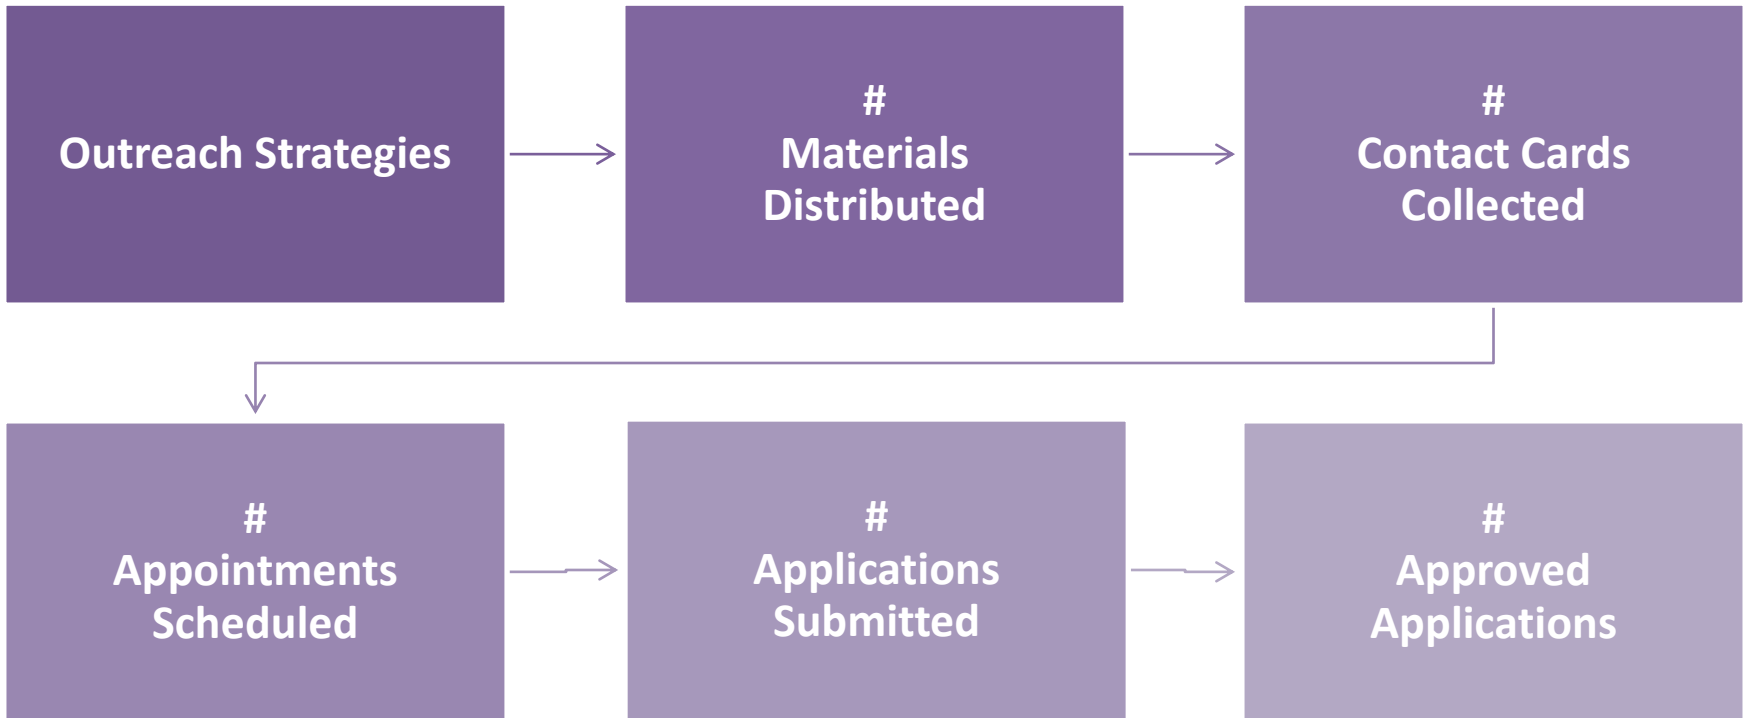 Outreach Strategies
#
Materials
Distributed
#
Contact Cards
Collected
#
Appointments
Scheduled
#
Applications
Submitted
#
Approved
Applications